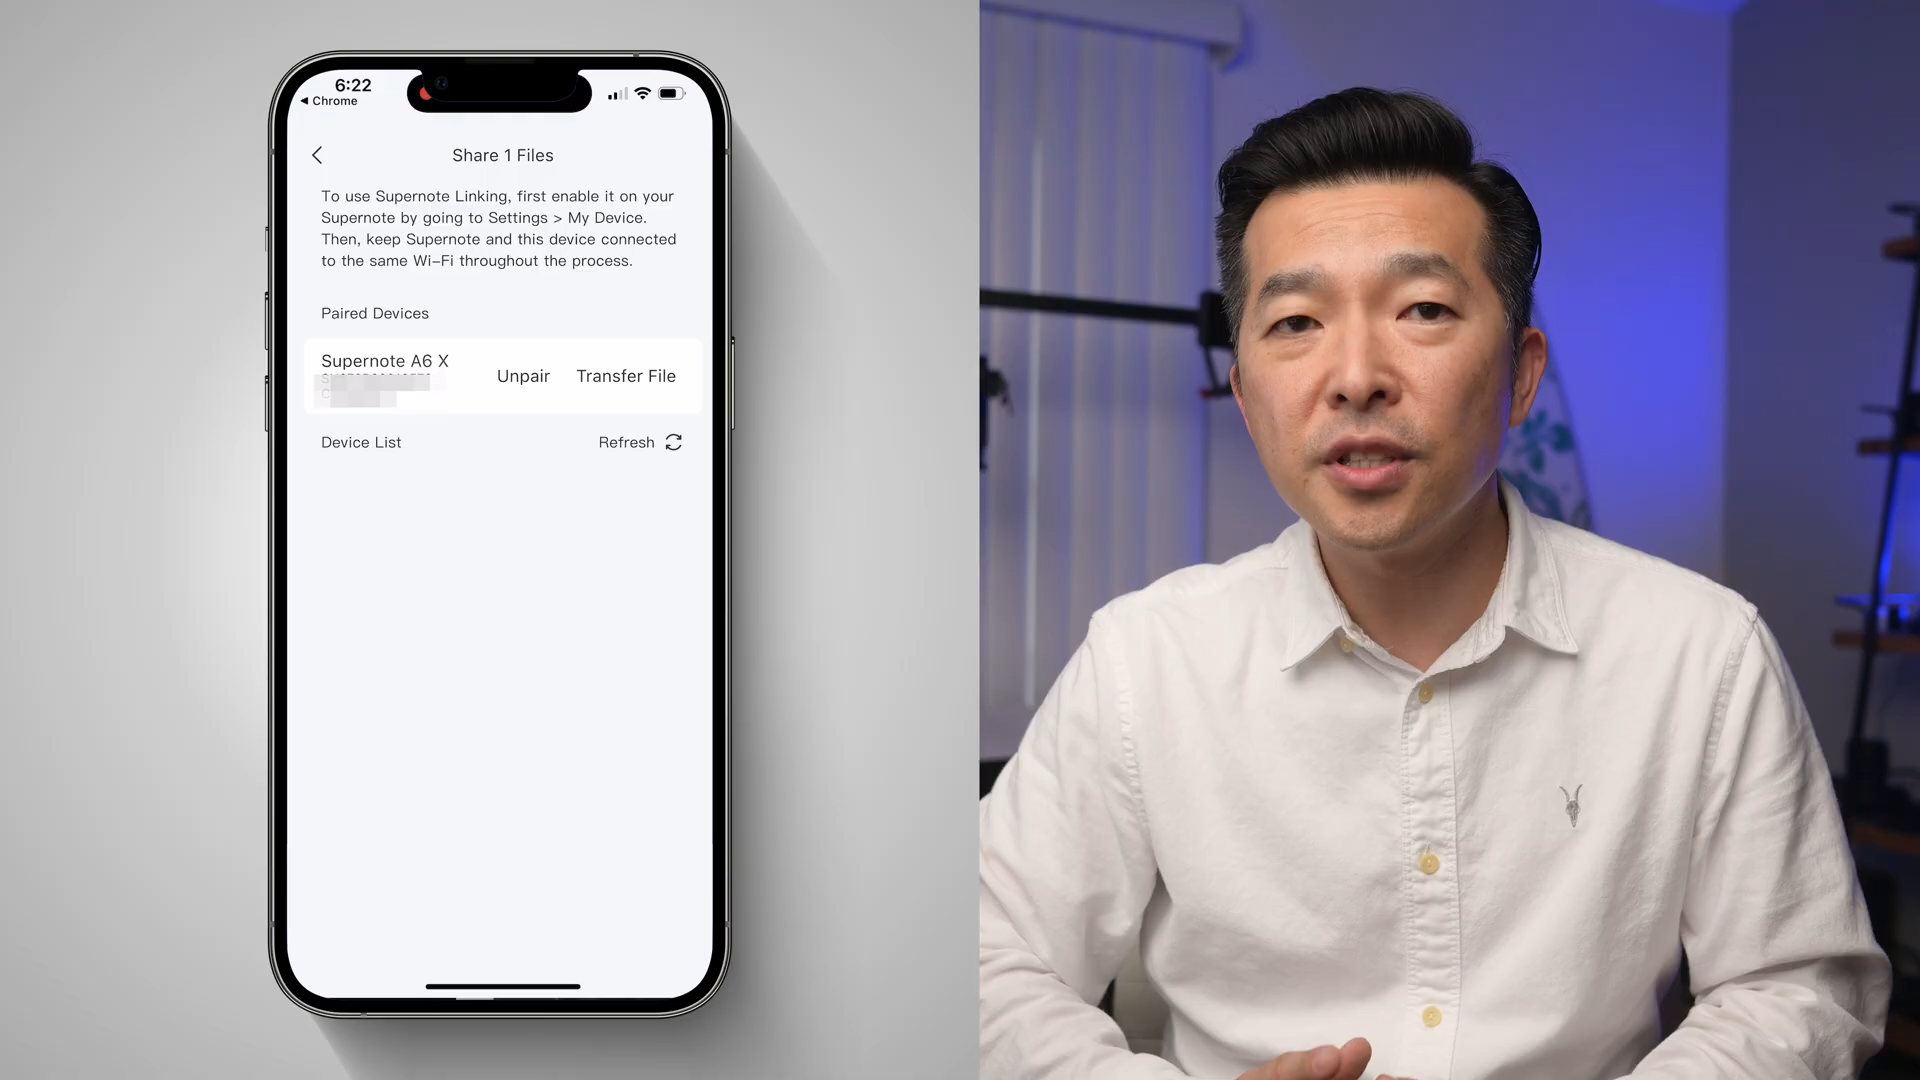 6:22
◀ Chrome
Share 1 Files
To use Supernote Linking, first enable it on your
Supernote by going to Settings > My Device.
Then, keep Supernote and this device connected
to the same Wi-Fi throughout the process.
Paired Devices
Supernote A6 X
Unpair
Transfer File
Device List
Refresh